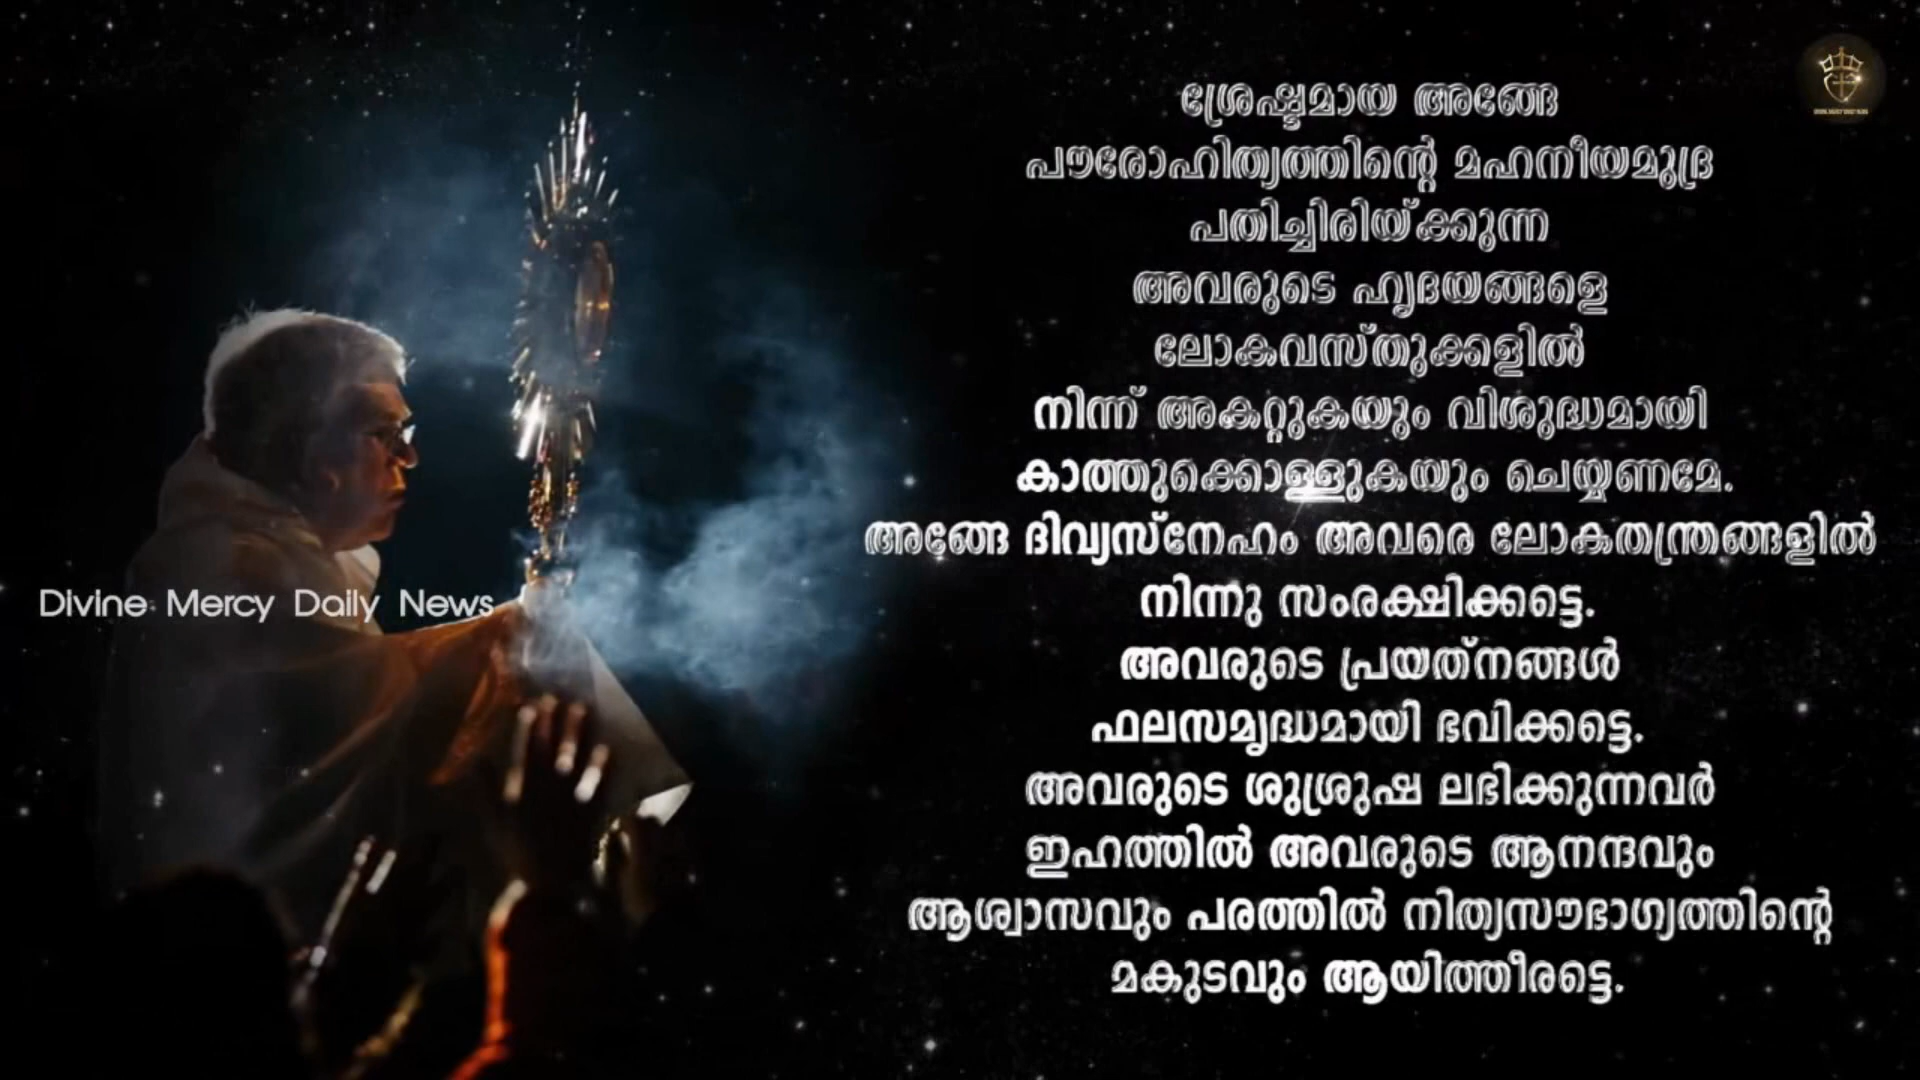 ശ്രേഷ്ഠമായ അങ്ങേ
പൗരോഹിത്യത്തിന്റെ മഹനീയമുദ്ര
പതിച്ചിരിയ്ക്കുന്ന
അവരുടെ ഹൃദയങ്ങളെ
ലോകവസ്തുക്കളിൽ
നിന്ന് അകറ്റുകയും വിശുദ്ധമായി
കാത്തുക്കൊള്ളുകയും ചെയ്യണമേ.
അങ്ങേ ദിവ്യസ്നേഹം അവരെ ലോകതന്ത്രങ്ങളിൽ
നിന്നു സംരക്ഷിക്കട്ടെ.
അവരുടെ പ്രയത്നങ്ങൾ
ഫലസമൃദ്ധമായി ഭവിക്കട്ടെ.
അവരുടെ ശുശ്രുഷ ലഭിക്കുന്നവർ
ഇഹത്തിൽ അവരുടെ ആനന്ദവും
ആശ്വാസവും പരത്തിൽ നിത്യസൗഭാഗ്യത്തിന്റെ
മകുടവും ആയിത്തീരട്ടെ.
Divine Mercy Daily News